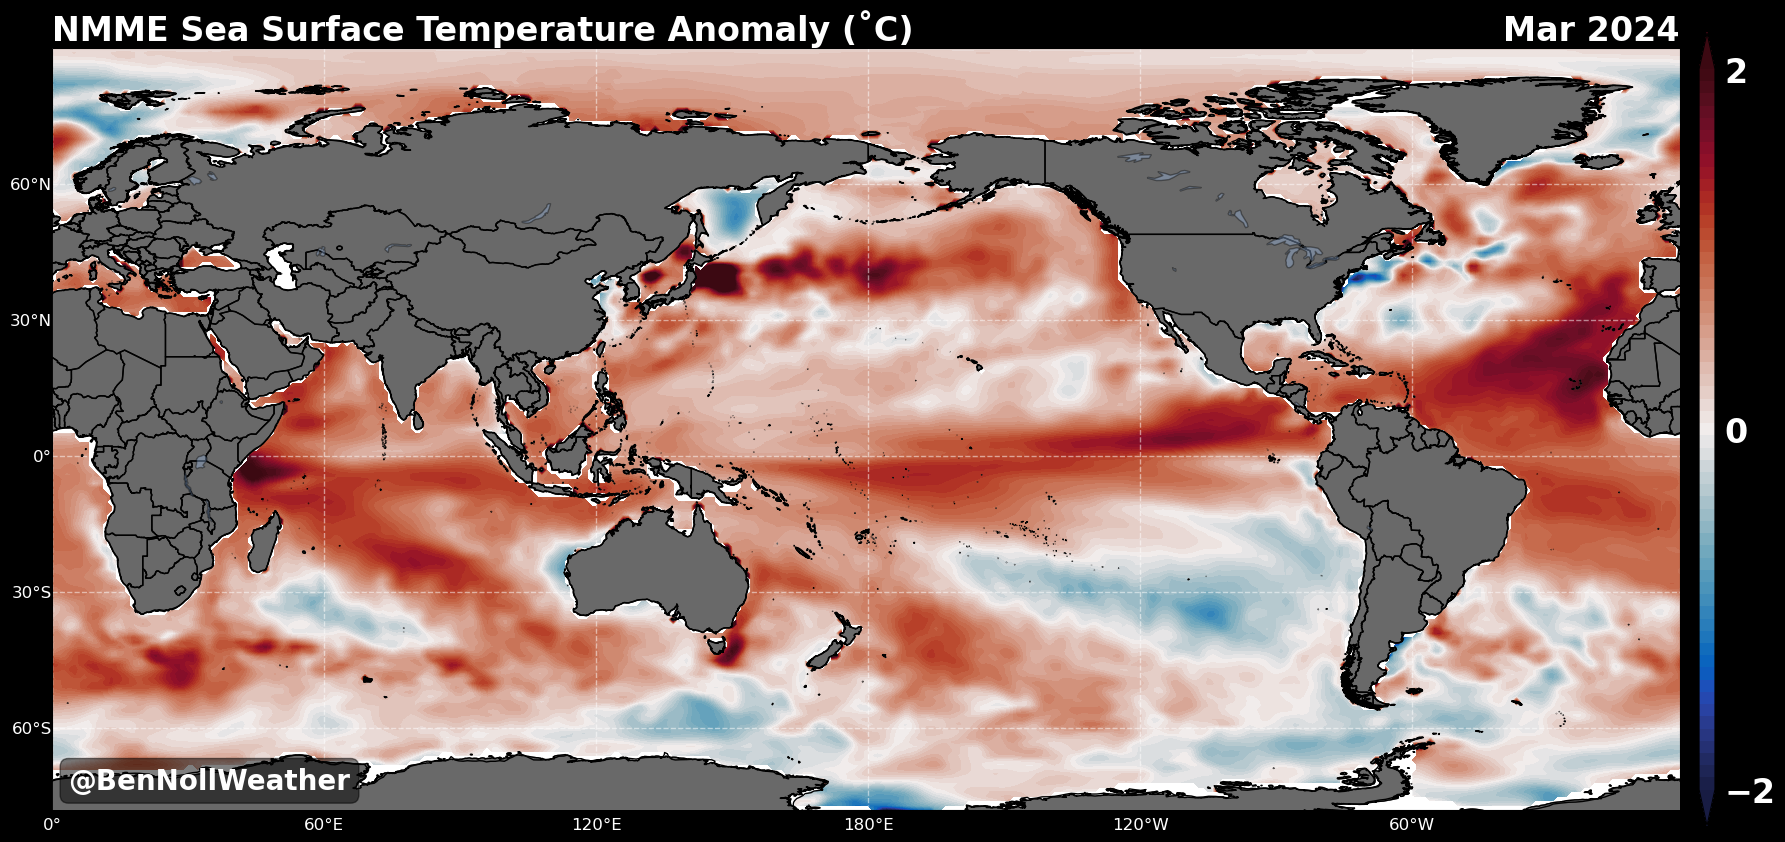 NMME Sea Surface Temperature Anomaly (˚C)
Mar 2024
2
0
−2
60°N
30°N
0°
30°S
60°S
@BenNollWeather
0°
60°E
120°E
180°E
120°W
60°W